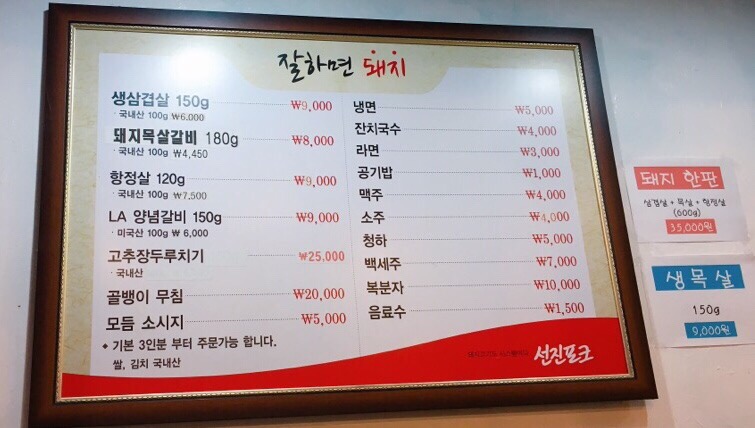 잘하면 돼지
생삼겹살 150g ₩9,000
· 국내산 100g ₩6,000
돼지목살갈비 180g ₩8,000
· 국내산 100g ₩4,450
항정살 120g ₩9,000
· 국내산 100g ₩7,500
LA 양념갈비 150g ₩9,000
· 미국산 100g ₩ 6,000
고추장두루치기 ₩25,000
· 국내산
골뱅이 무침 ₩20,000
모듬 소시지 ₩5,000
◆ 기본 3인분 부터 주문가능 합니다.
쌀, 김치 국내산
냉면 ₩5,000
잔치국수 ₩4,000
라면 ₩3,000
공기밥 ₩1,000
맥주 ₩4,000
소주 ₩4,000
청하 ₩5,000
백세주 ₩7,000
복분자 ₩10,000
음료수 ₩1,500
선진포크
돼지 한판
삼겹살 + 목살 + 항정살
(600g)
35,000원
생목살
150g
9,000원